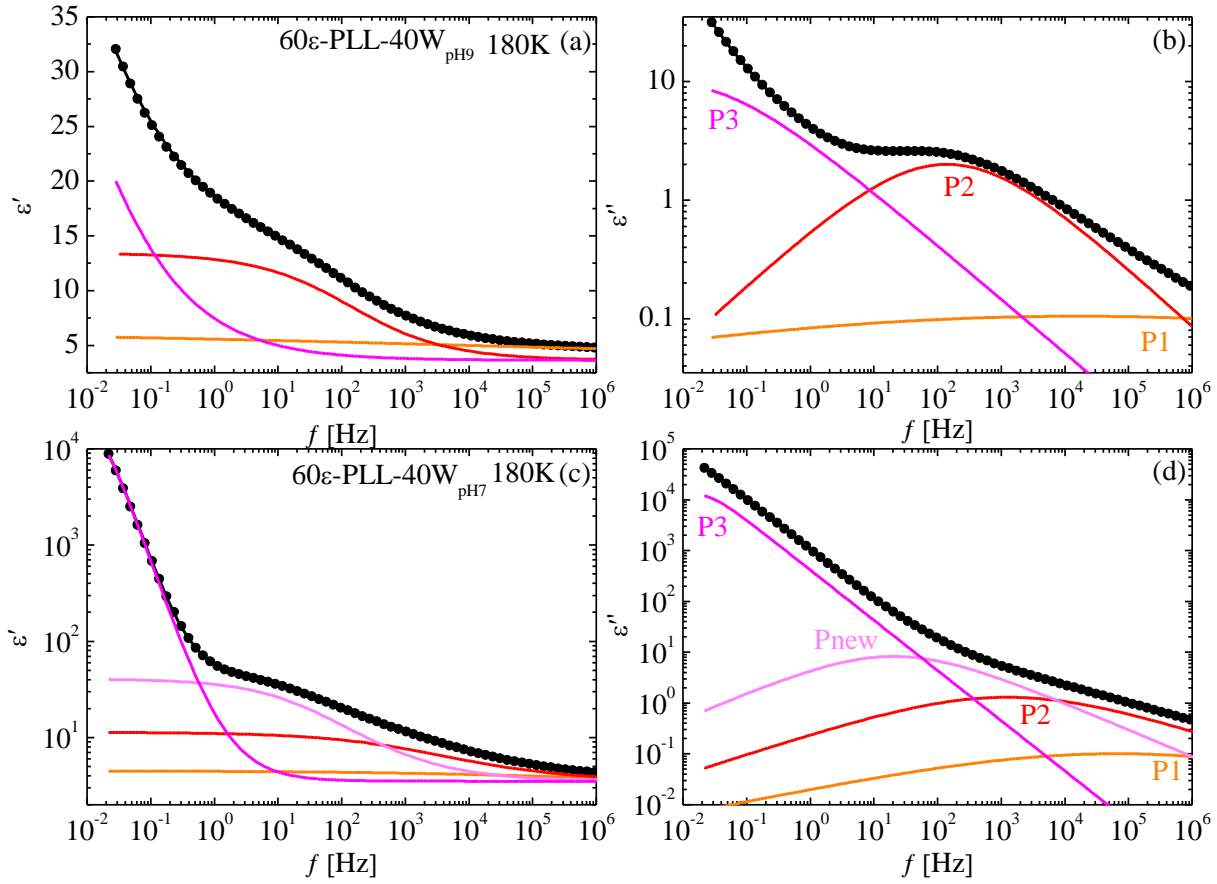 60ε-PLL-40W_pH9 180K (a)
35
30
25
20
15
10
5
ε′
10⁻² 10⁻¹ 10⁰ 10¹ 10² 10³ 10⁴ 10⁵ 10⁶
f [Hz]
(b)
10
1
0.1
ε″
P3
P2
P1
10⁻² 10⁻¹ 10⁰ 10¹ 10² 10³ 10⁴ 10⁵ 10⁶
f [Hz]
60ε-PLL-40W_pH7 180K (c)
10⁴
10³
10²
10¹
ε′
10⁻² 10⁻¹ 10⁰ 10¹ 10² 10³ 10⁴ 10⁵ 10⁶
f [Hz]
(d)
10⁵
10⁴
10³
10²
10¹
10⁰
10⁻¹
10⁻²
ε″
P3
Pnew
P2
P1
10⁻² 10⁻¹ 10⁰ 10¹ 10² 10³ 10⁴ 10⁵ 10⁶
f [Hz]